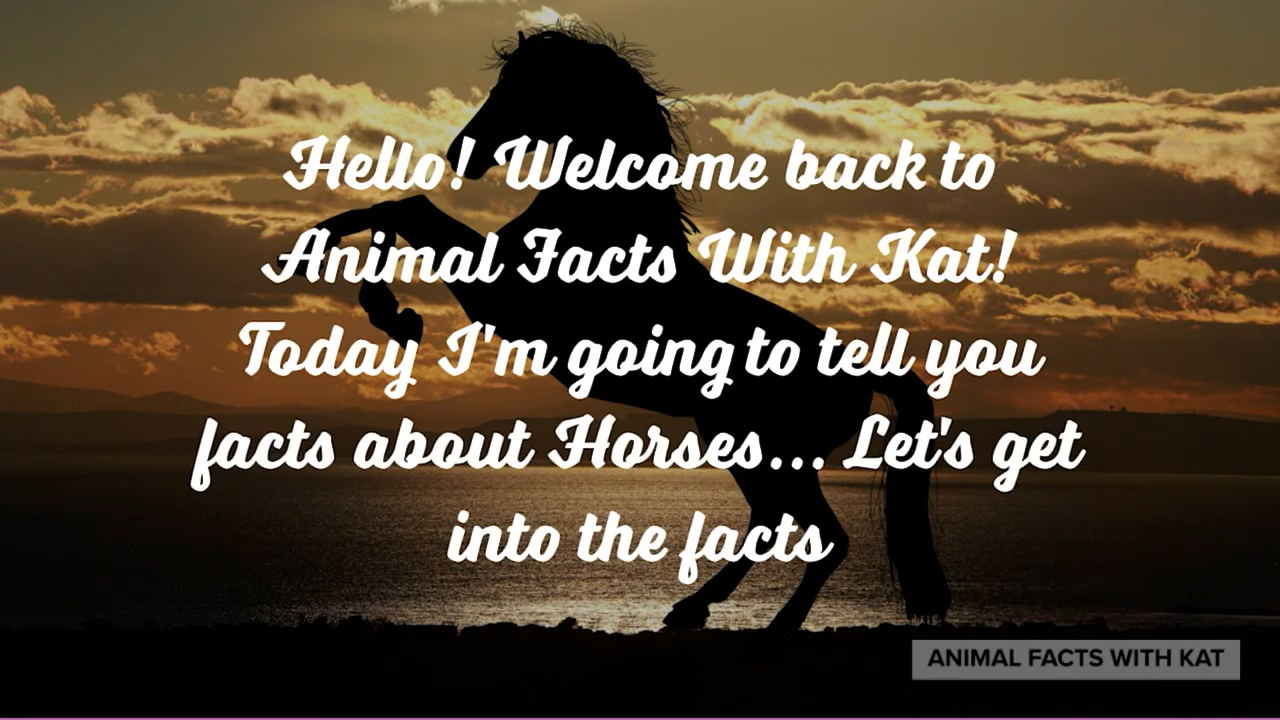 Hello! Welcome back to
Animal Facts With Kat!
Today I'm going to tell you
facts about Horses... Let's get
into the facts
ANIMAL FACTS WITH KAT